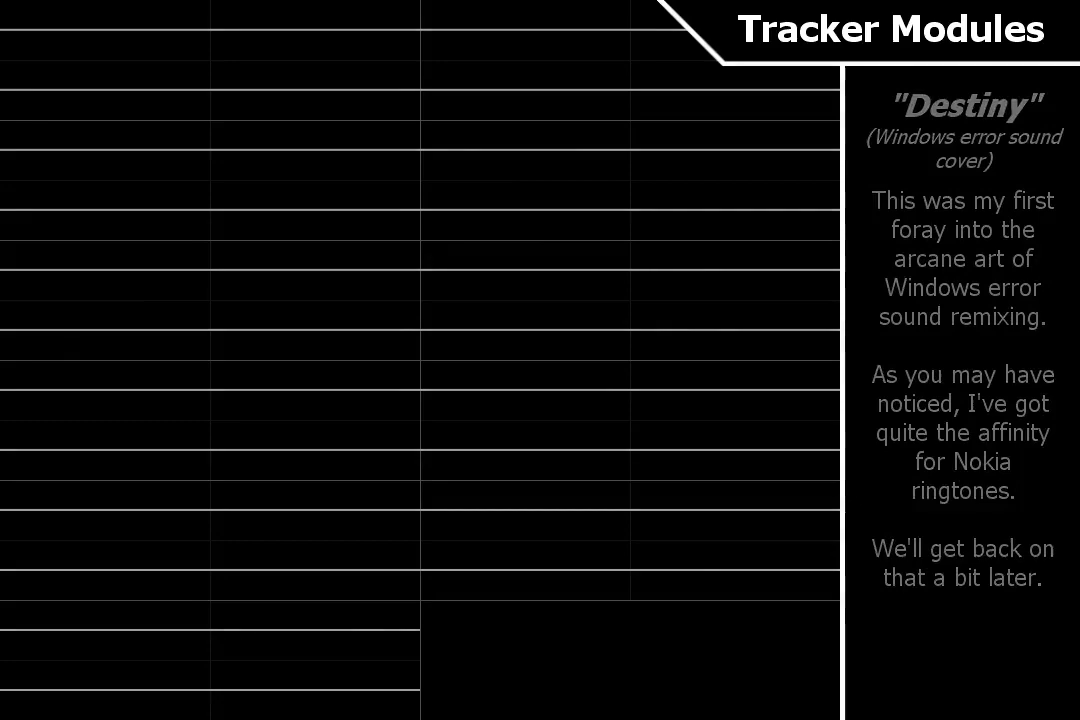 Tracker Modules
"Destiny"
(Windows error sound
cover)
This was my first
foray into the
arcane art of
Windows error
sound remixing.
As you may have
noticed, I've got
quite the affinity
for Nokia
ringtones.
We'll get back on
that a bit later.